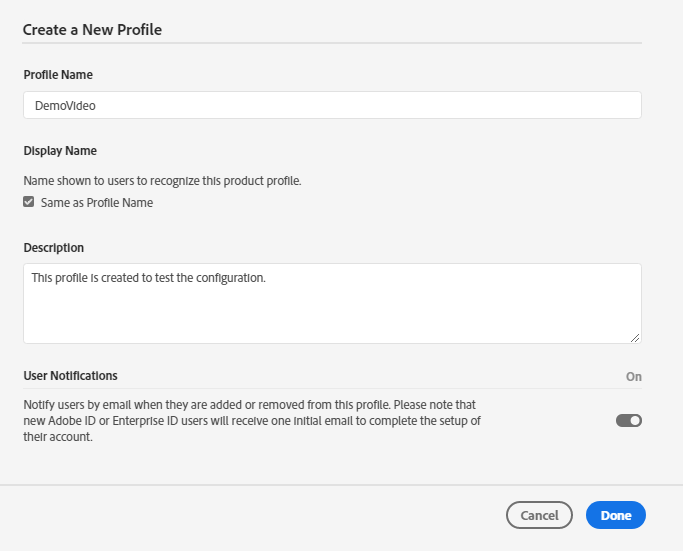 Create a New Profile
Profile Name
DemoVideo
Display Name
Name shown to users to recognize this product profile.
Same as Profile Name
Description
This profile is created to test the configuration.
User Notifications
On
Notify users by email when they are added or removed from this profile. Please note that
new Adobe ID or Enterprise ID users will receive one initial email to complete the setup of
their account.
Cancel
Done